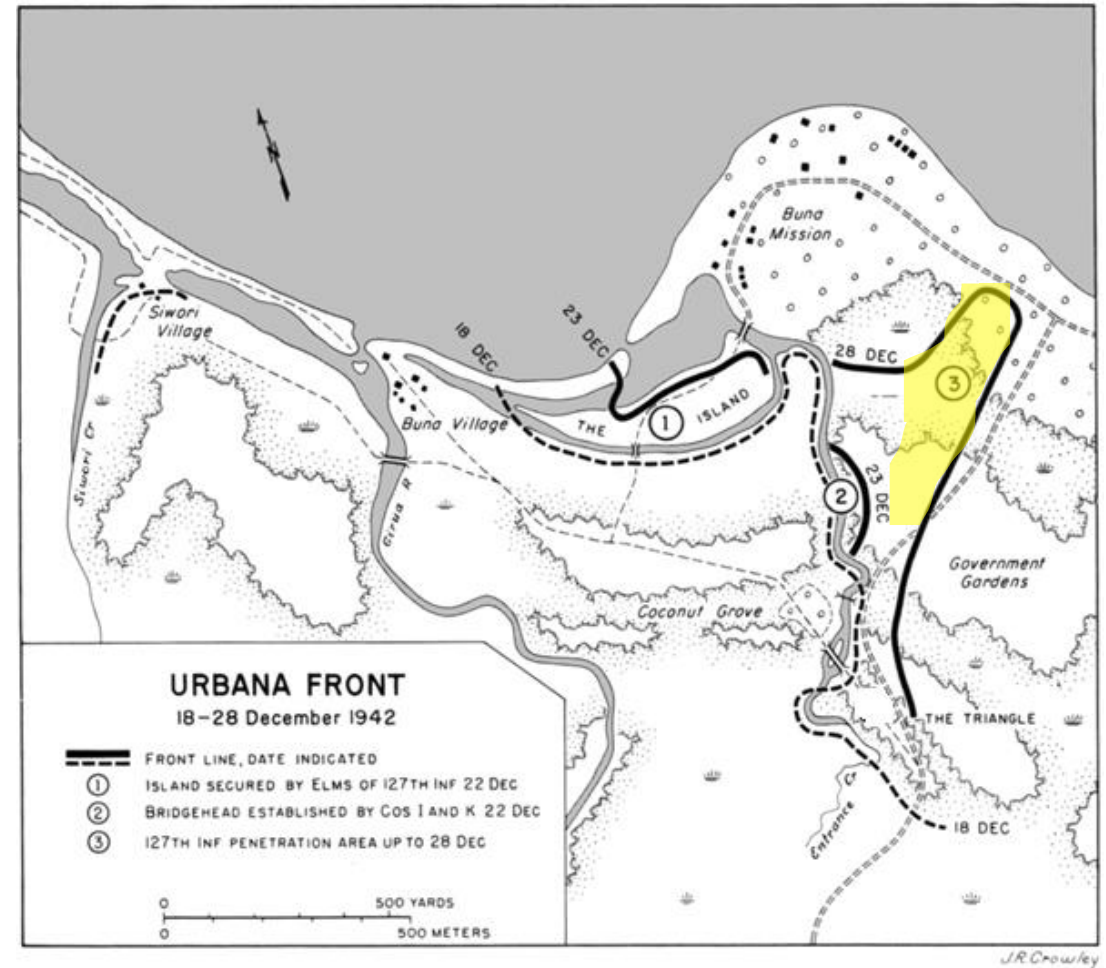 N
Buna
Mission
Siwori
Village
18 DEC
23 DEC
28 DEC
3
Buna Village
THE ISLAND
1
Siwori C.
Girua R
2
23 DEC
Government
Gardens
Coconut Grove
THE TRIANGLE
Entrance Cr
18 DEC
URBANA FRONT
18–28 December 1942
FRONT LINE, DATE INDICATED
1 ISLAND SECURED BY ELMS OF 127TH INF 22 DEC
2 BRIDGEHEAD ESTABLISHED BY COS I AND K 22 DEC
3 127TH INF PENETRATION AREA UP TO 28 DEC
0 500 YARDS
0 500 METERS
J.R.Crowley